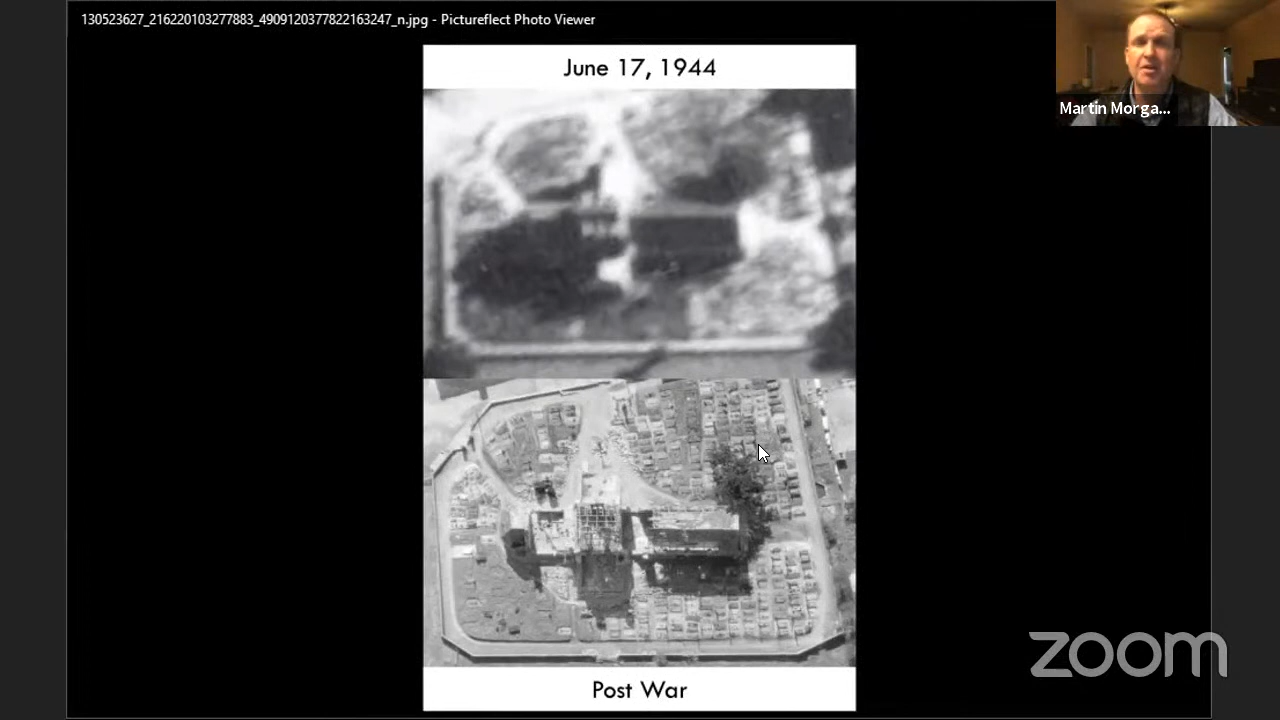 130523627_216220103277883_4909120377822163247_n.jpg - Pictureflect Photo Viewer
June 17, 1944
Martin Morga...
Post War
zoom